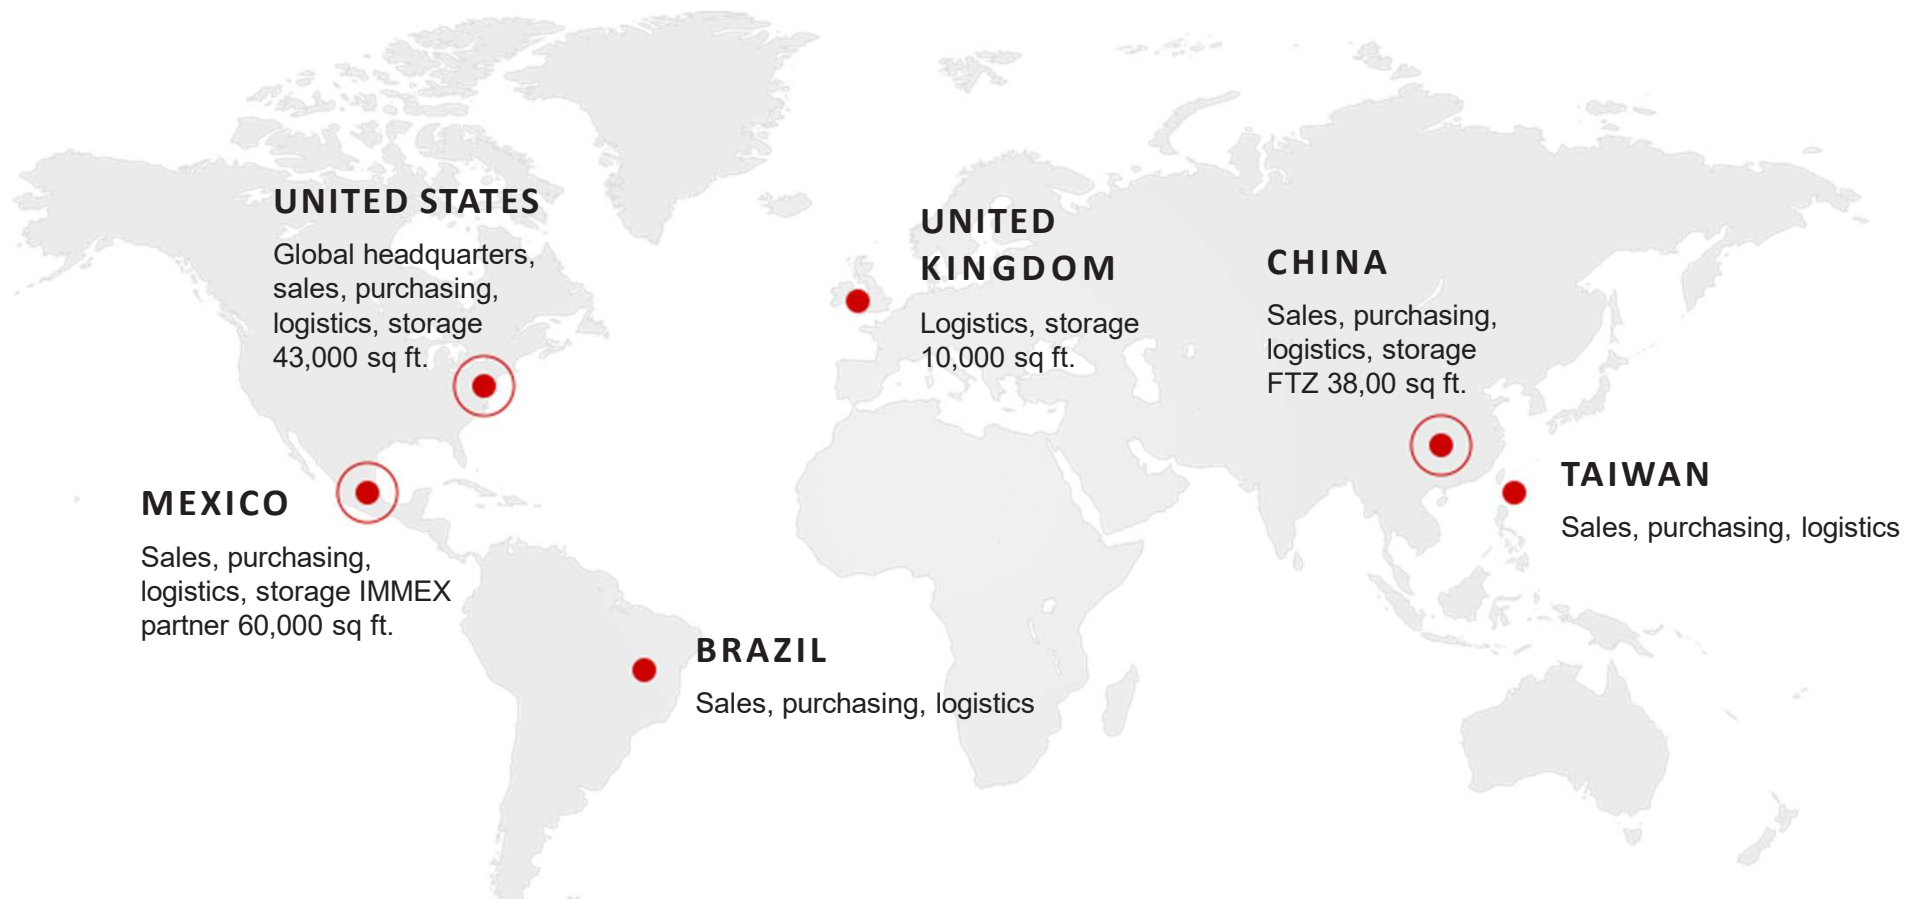 UNITED STATES
Global headquarters,
sales, purchasing,
logistics, storage
43,000 sq ft.
UNITED
KINGDOM
Logistics, storage
10,000 sq ft.
CHINA
Sales, purchasing,
logistics, storage
FTZ 38,00 sq ft.
TAIWAN
Sales, purchasing, logistics
MEXICO
Sales, purchasing,
logistics, storage IMMEX
partner 60,000 sq ft.
BRAZIL
Sales, purchasing, logistics